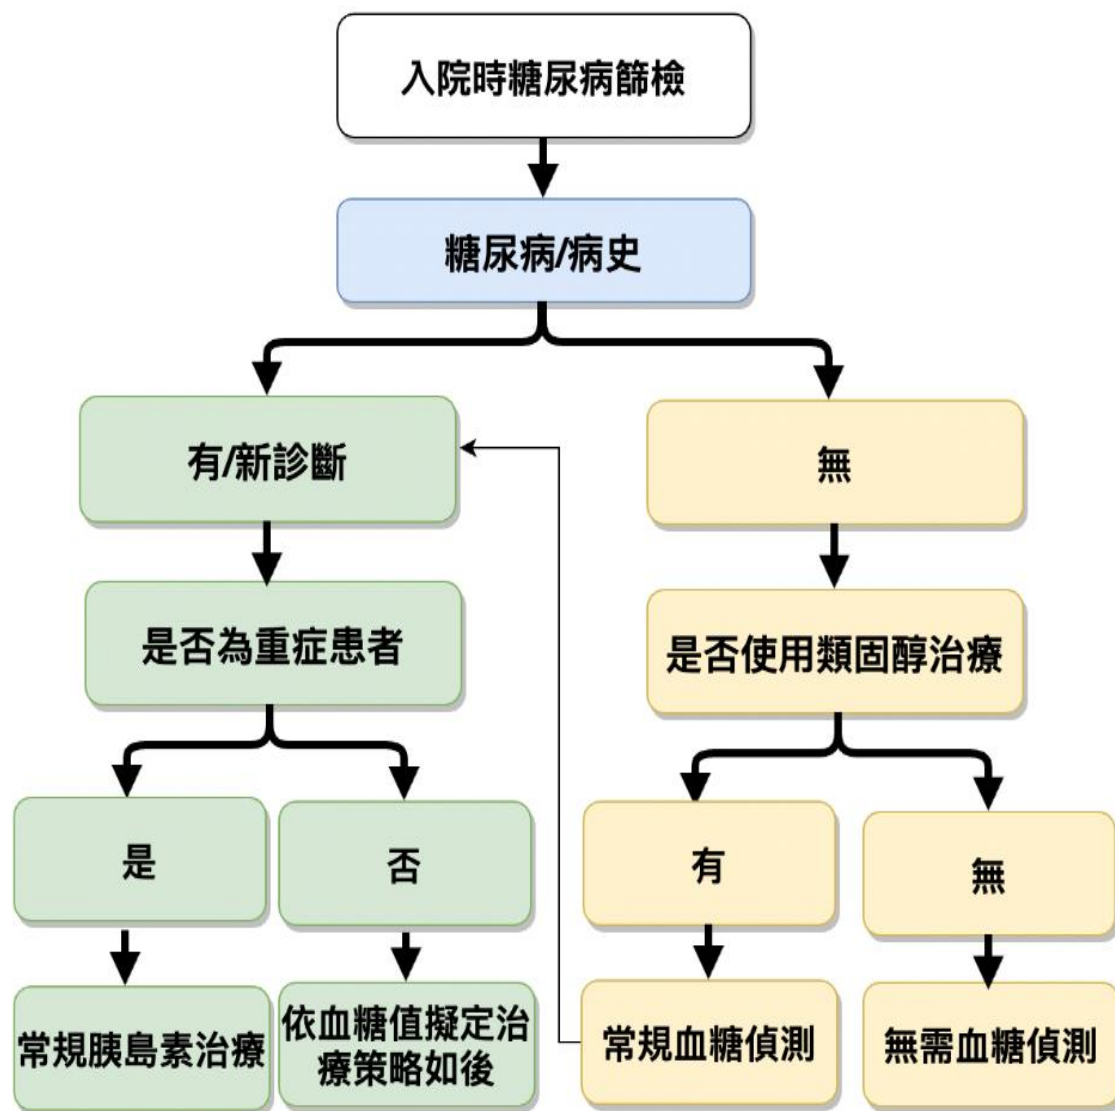 入院時糖尿病篩檢
糖尿病/病史
有/新診斷
無
是否為重症患者
是否使用類固醇治療
是
否
有
無
常規胰島素治療
依血糖值擬定治
療策略如後
常規血糖偵測
無需血糖偵測